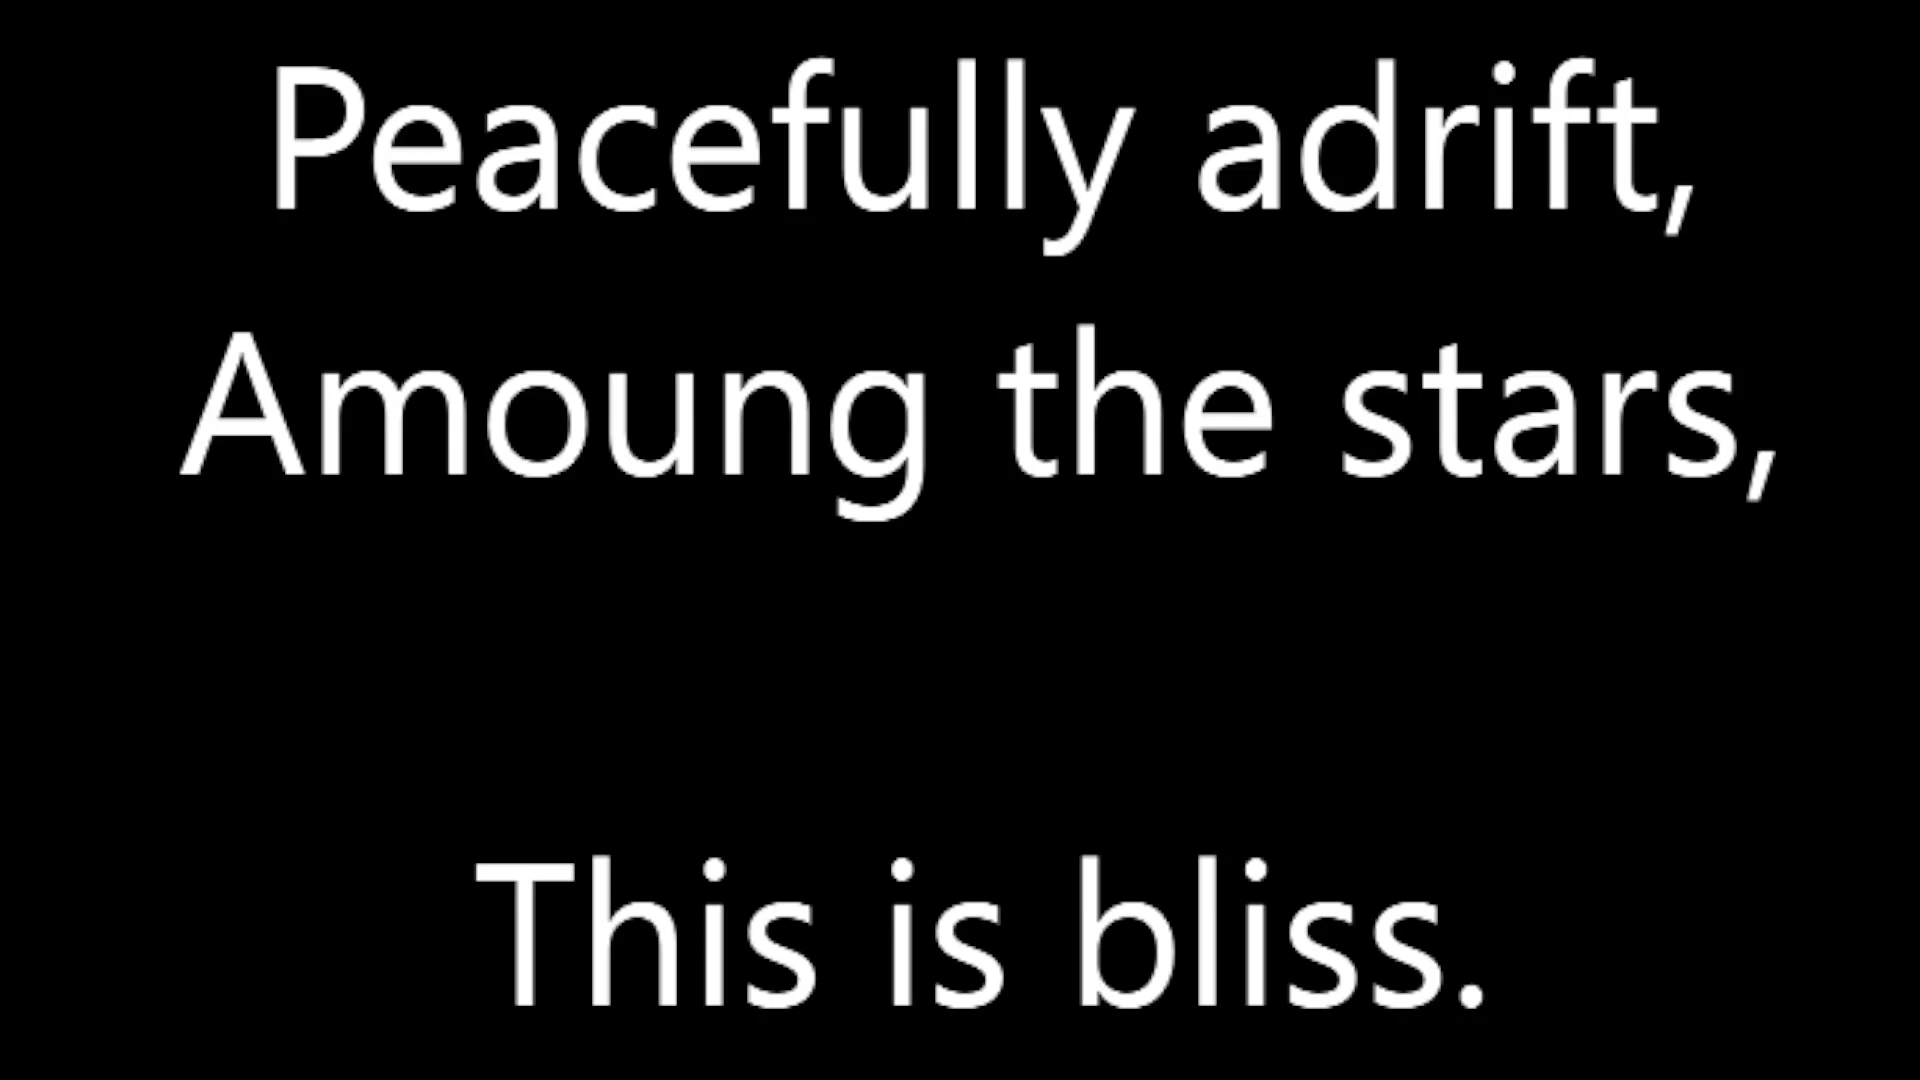 Peacefully adrift,
Amoung the stars,
This is bliss.